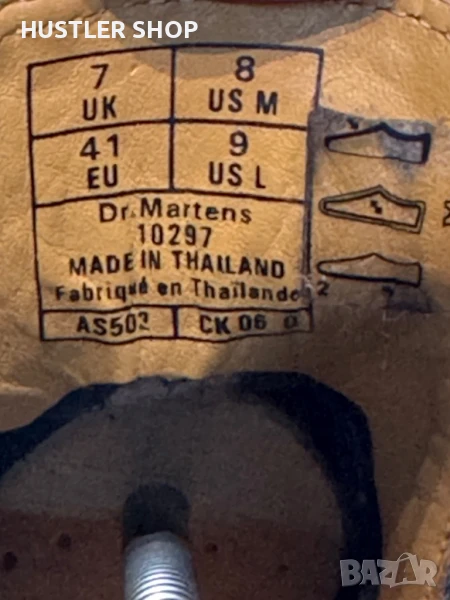 HUSTLER SHOP
7 8
UK US M
41 9
EU US L
Dr. Martens
10297
MADE IN THAILAND
Fabriqué en Thaïlande
AS502 CK 06
BAZAR